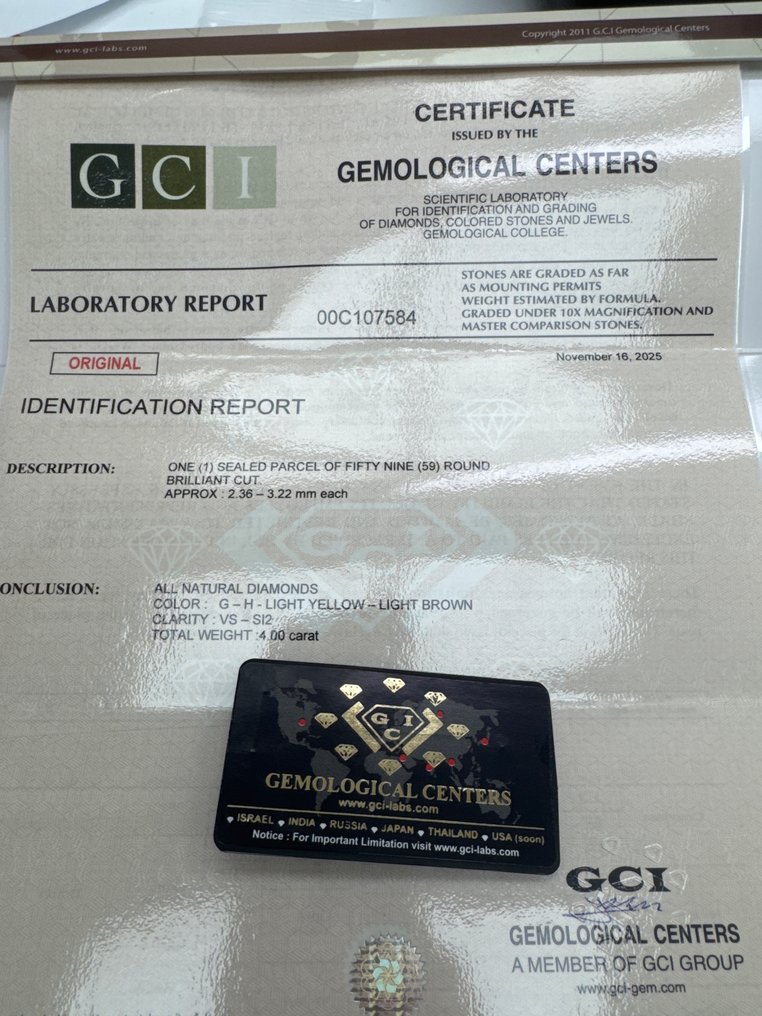 www.gci-labs.com
Copyright 2011 G.C.I Gemological Centers
GCI
CERTIFICATE
ISSUED BY THE
GEMOLOGICAL CENTERS
SCIENTIFIC LABORATORY
FOR IDENTIFICATION AND GRADING
OF DIAMONDS, COLORED STONES AND JEWELS.
GEMOLOGICAL COLLEGE.
LABORATORY REPORT
00C107584
STONES ARE GRADED AS FAR
AS MOUNTING PERMITS
WEIGHT ESTIMATED BY FORMULA.
GRADED UNDER 10X MAGNIFICATION AND
MASTER COMPARISON STONES.
ORIGINAL
November 16, 2025
IDENTIFICATION REPORT
DESCRIPTION: ONE (1) SEALED PARCEL OF FIFTY NINE (59) ROUND
BRILLIANT CUT.
APPROX : 2.36 – 3.22 mm each
GCI
ONCLUSION: ALL NATURAL DIAMONDS
COLOR : G – H - LIGHT YELLOW – LIGHT BROWN
CLARITY : VS – SI2
TOTAL WEIGHT :4.00 carat
GIC
GEMOLOGICAL CENTERS
www.gci-labs.com
ISRAEL INDIA RUSSIA JAPAN THAILAND USA (soon)
Notice : For Important Limitation visit www.gci-labs.com
GCI
GEMOLOGICAL CENTERS
A MEMBER OF GCI GROUP
www.gci-gem.com